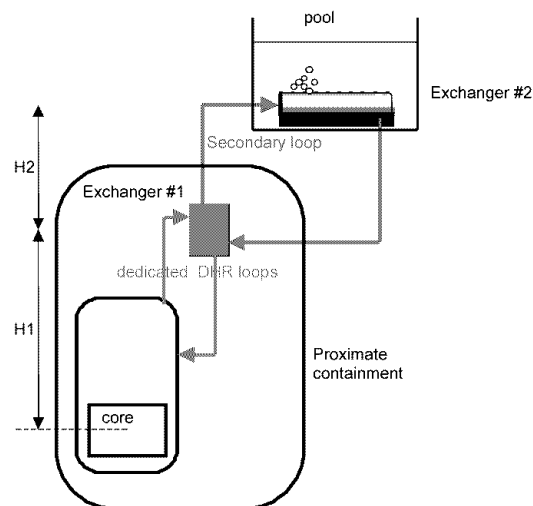 pool
Exchanger #2
Secondary loop
H2
Exchanger #1
dedicated DHR loops
H1
Proximate
containment
core